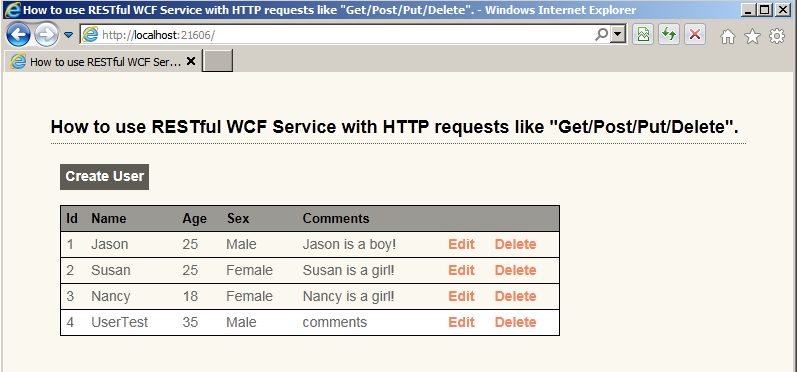 How to use RESTful WCF Service with HTTP requests like "Get/Post/Put/Delete". - Windows Internet Explorer
http://localhost:21606/
How to use RESTful WCF Ser...
How to use RESTful WCF Service with HTTP requests like "Get/Post/Put/Delete".
Create User
Id Name Age Sex Comments
1 Jason 25 Male Jason is a boy! Edit Delete
2 Susan 25 Female Susan is a girl! Edit Delete
3 Nancy 18 Female Nancy is a girl! Edit Delete
4 UserTest 35 Male comments Edit Delete